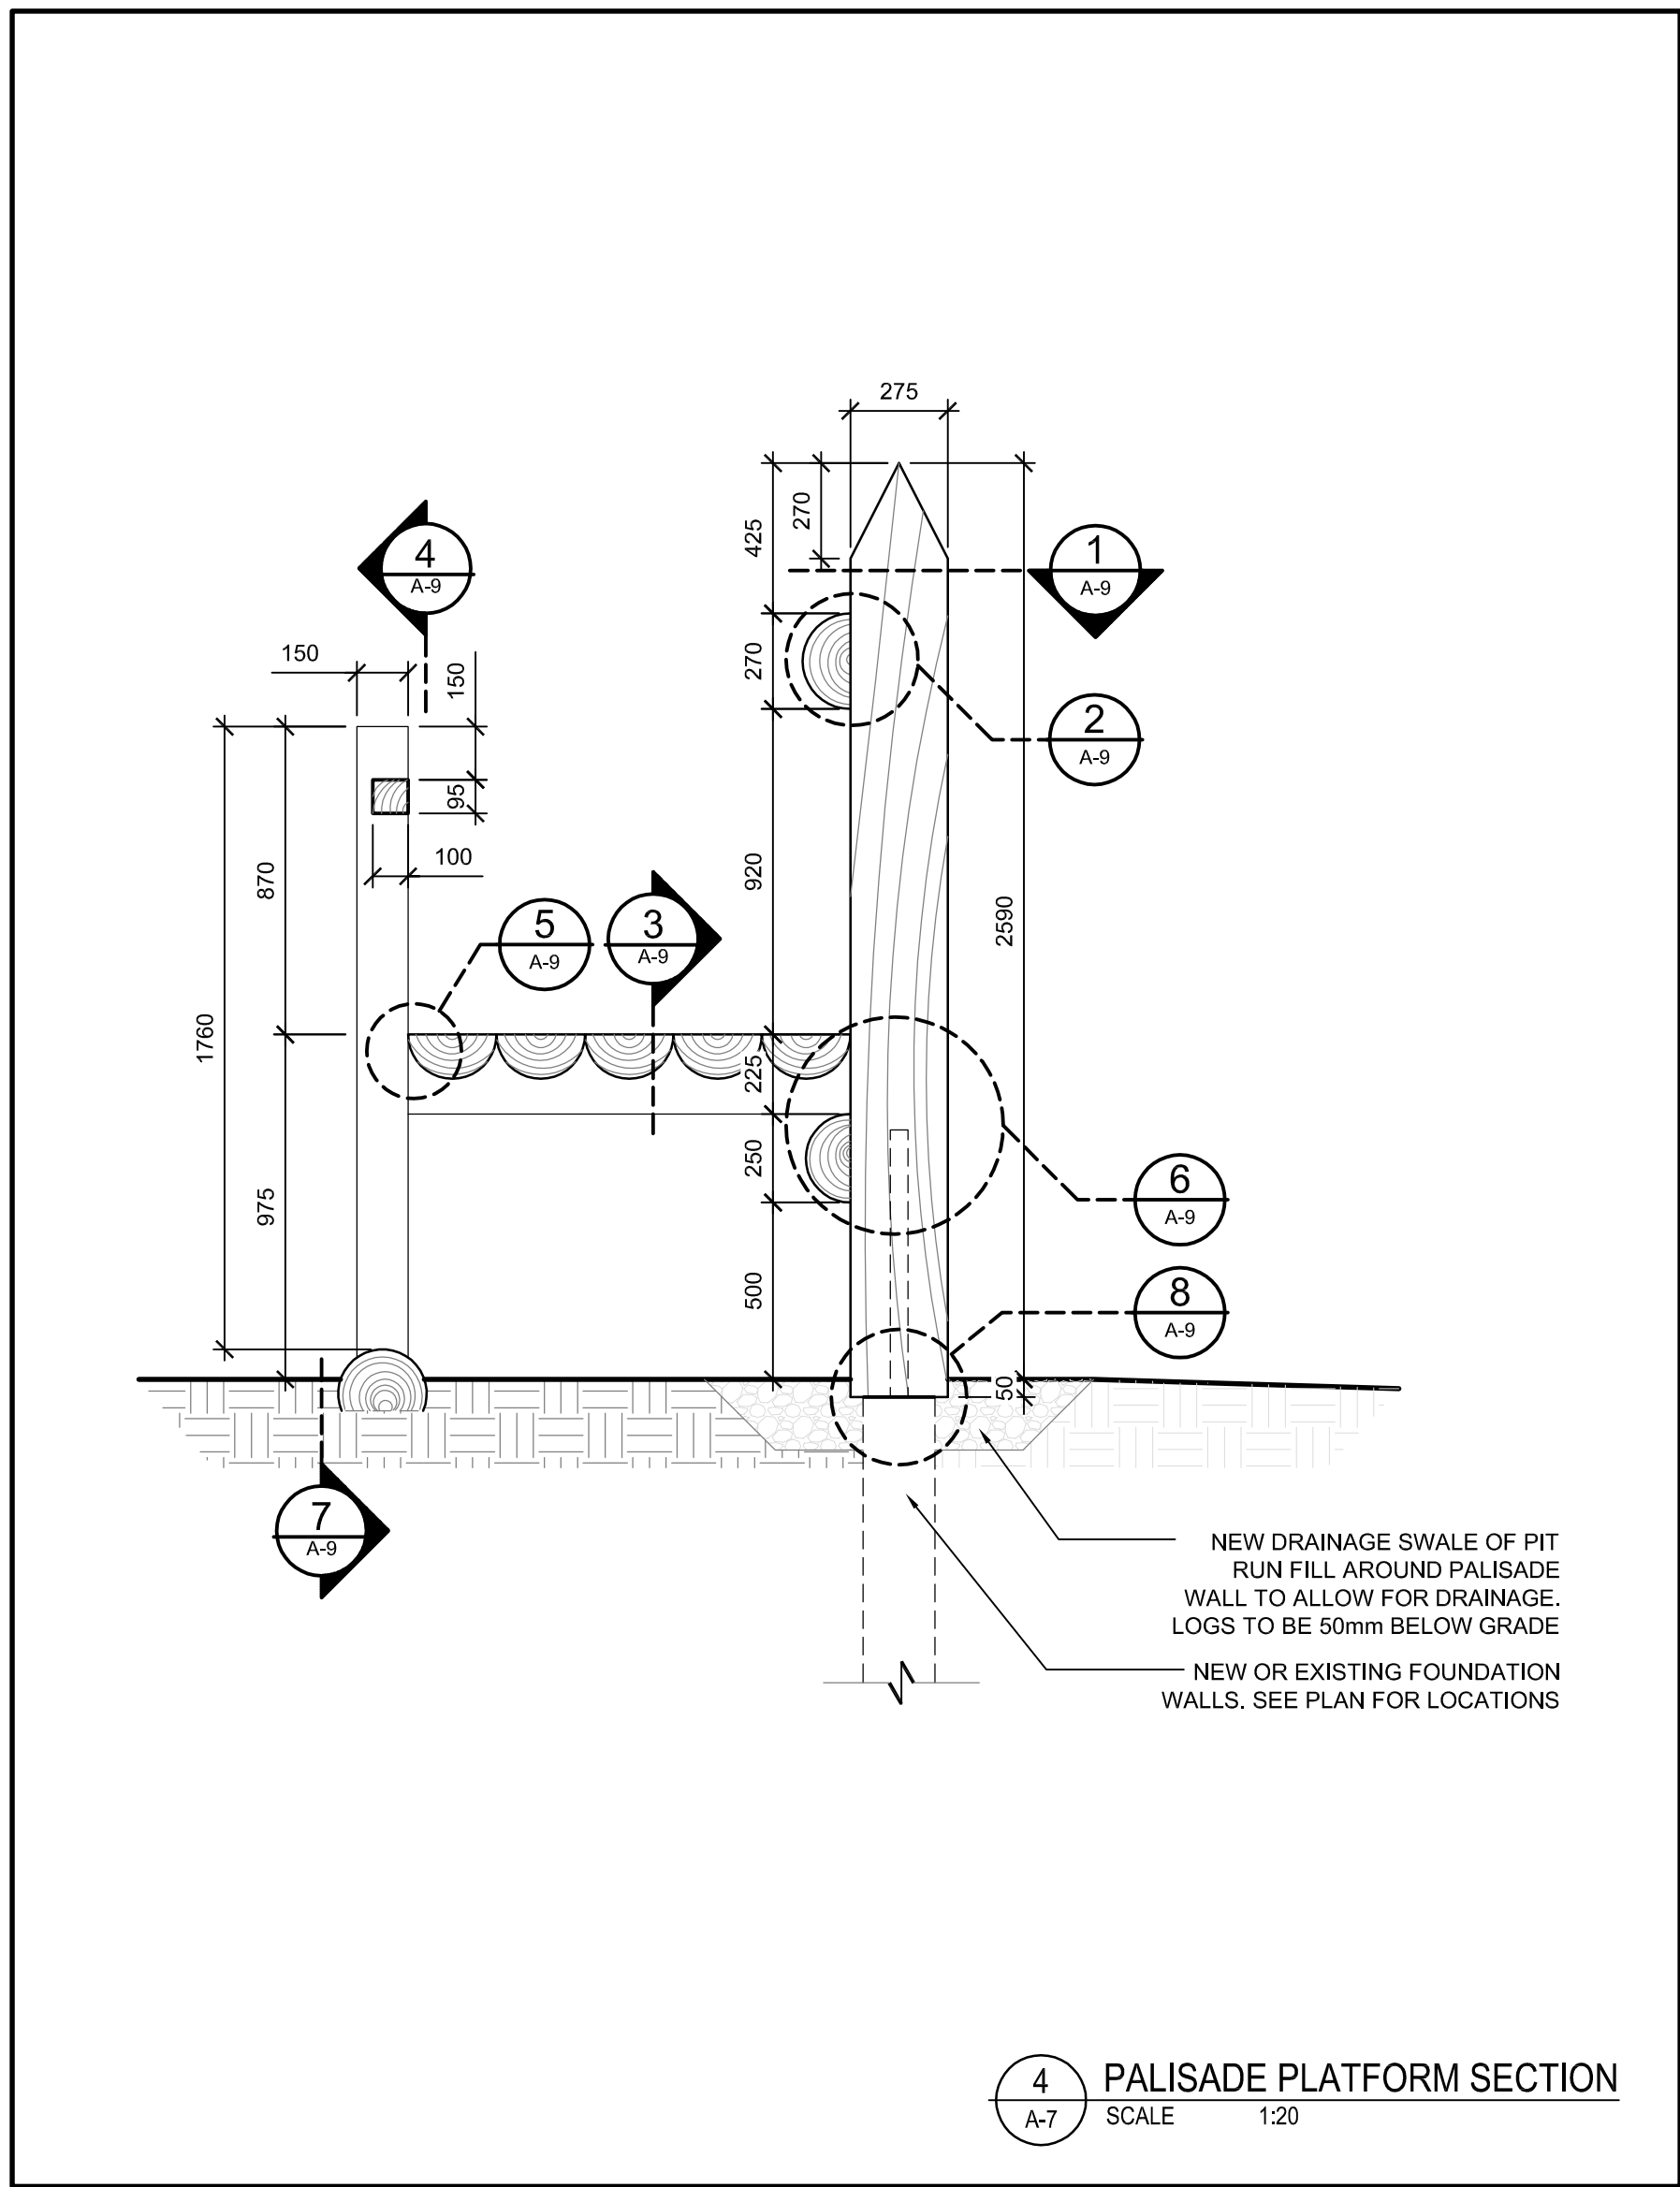 275
425
270
270
920
2590
4
A-9
1
A-9
150
150
2
A-9
95
100
870
5
A-9
3
A-9
1760
225
250
975
500
6
A-9
8
A-9
50
7
A-9
NEW DRAINAGE SWALE OF PIT
RUN FILL AROUND PALISADE
WALL TO ALLOW FOR DRAINAGE.
LOGS TO BE 50mm BELOW GRADE
NEW OR EXISTING FOUNDATION
WALLS. SEE PLAN FOR LOCATIONS
4
A-7
PALISADE PLATFORM SECTION
SCALE 1:20